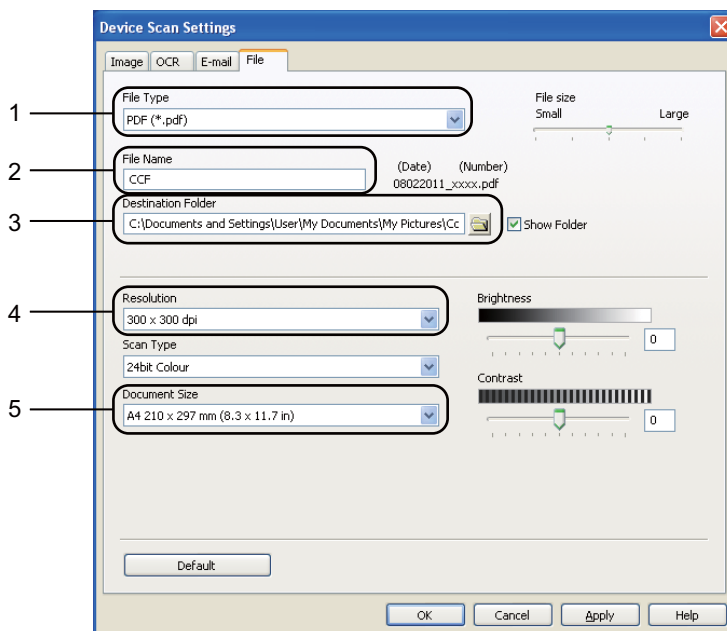 Device Scan Settings
Image OCR E-mail File
1
File Type
PDF (*.pdf)
File size
Small Large
2
File Name
CCF
(Date) (Number)
08022011_xxxx.pdf
3
Destination Folder
C:\Documents and Settings\User\My Documents\My Pictures\Cc
Show Folder
4
Resolution
300 x 300 dpi
Brightness
0
Scan Type
24bit Colour
Contrast
0
5
Document Size
A4 210 x 297 mm (8.3 x 11.7 in)
Default
OK Cancel Apply Help